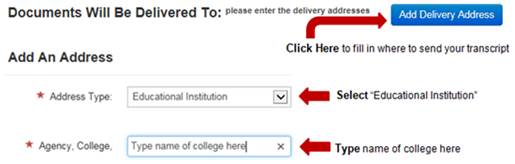 Documents Will Be Delivered To: please enter the delivery addresses Add Delivery Address
Click Here to fill in where to send your transcript
Add An Address
* Address Type: Educational Institution Select “Educational Institution”
* Agency, College, Type name of college here × Type name of college here